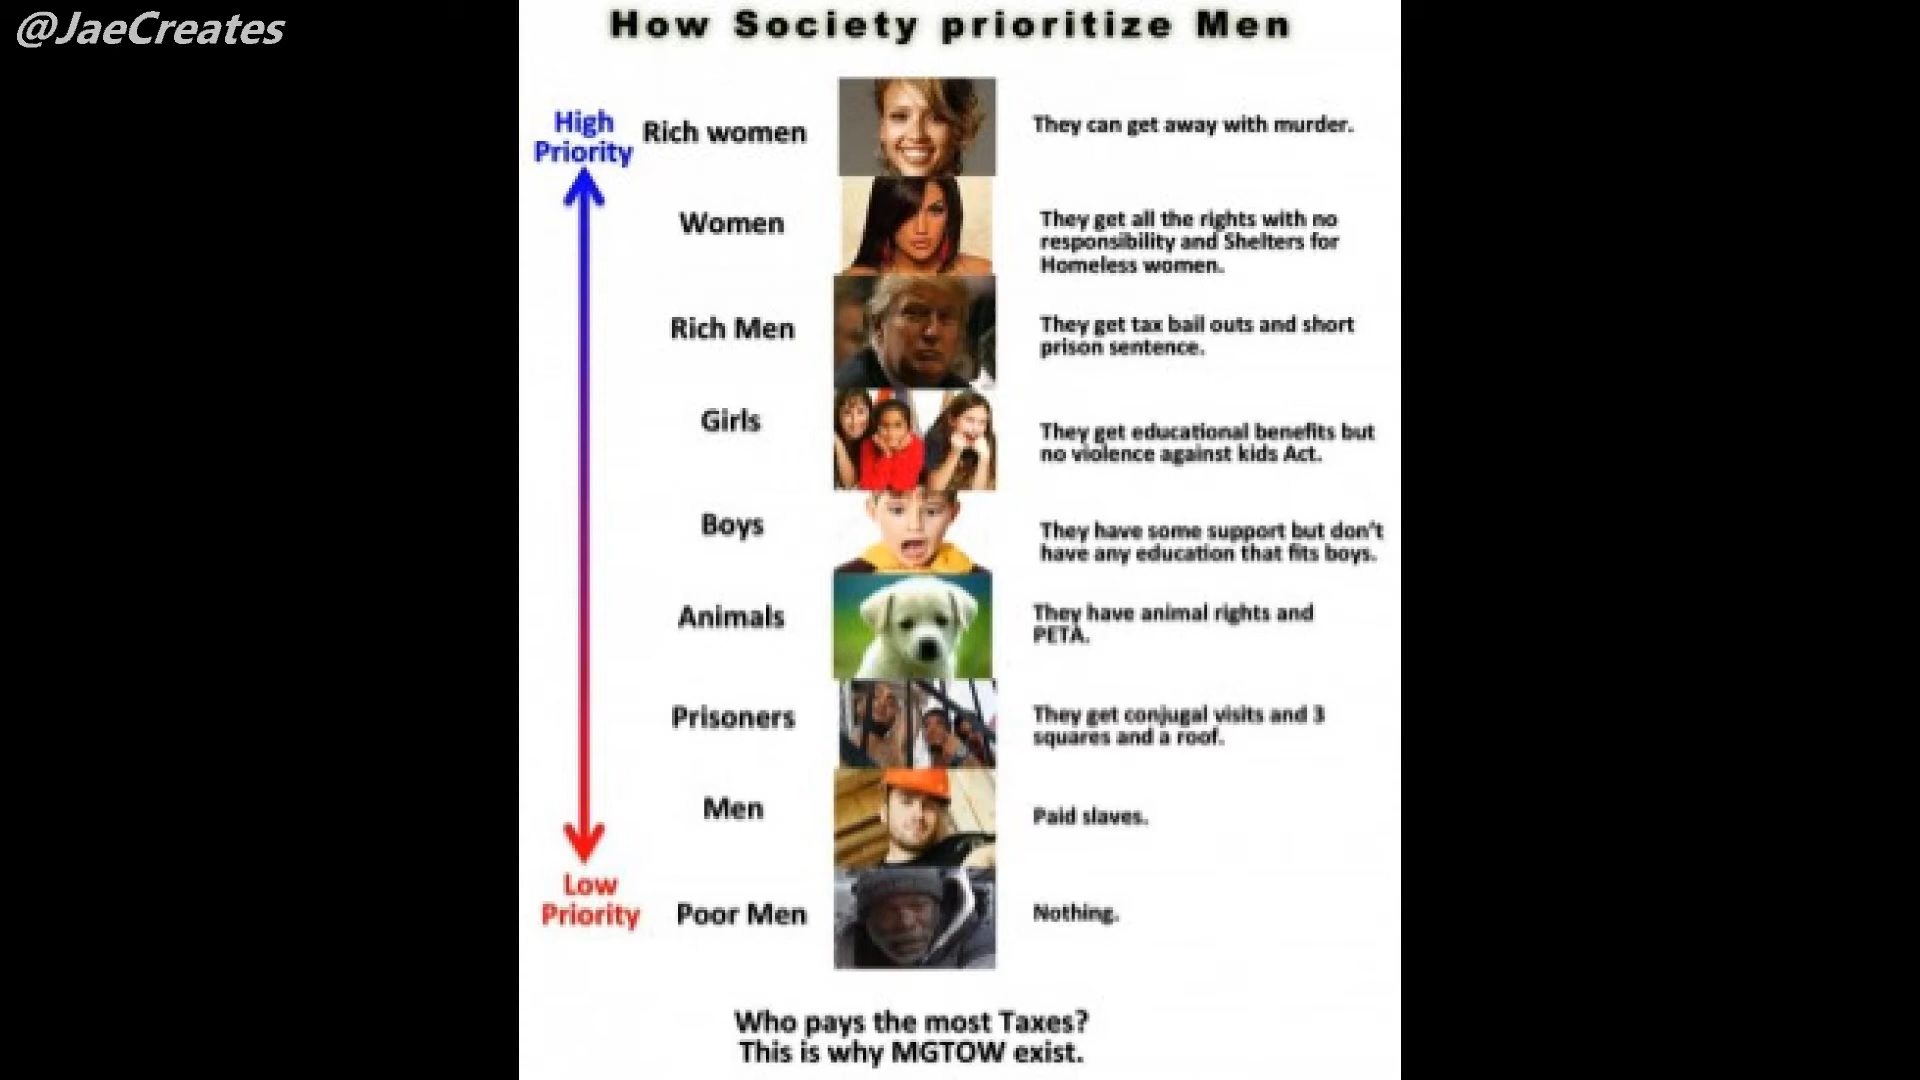 @JaeCreates
How Society prioritize Men
High
Priority
Rich women
They can get away with murder.
Women
They get all the rights with no
responsibility and Shelters for
Homeless women.
Rich Men
They get tax bail outs and short
prison sentence.
Girls
They get educational benefits but
no violence against kids Act.
Boys
They have some support but don't
have any education that fits boys.
Animals
They have animal rights and
PETA.
Prisoners
They get conjugal visits and 3
squares and a roof.
Men
Paid slaves.
Low
Priority
Poor Men
Nothing.
Who pays the most Taxes?
This is why MGTOW exist.